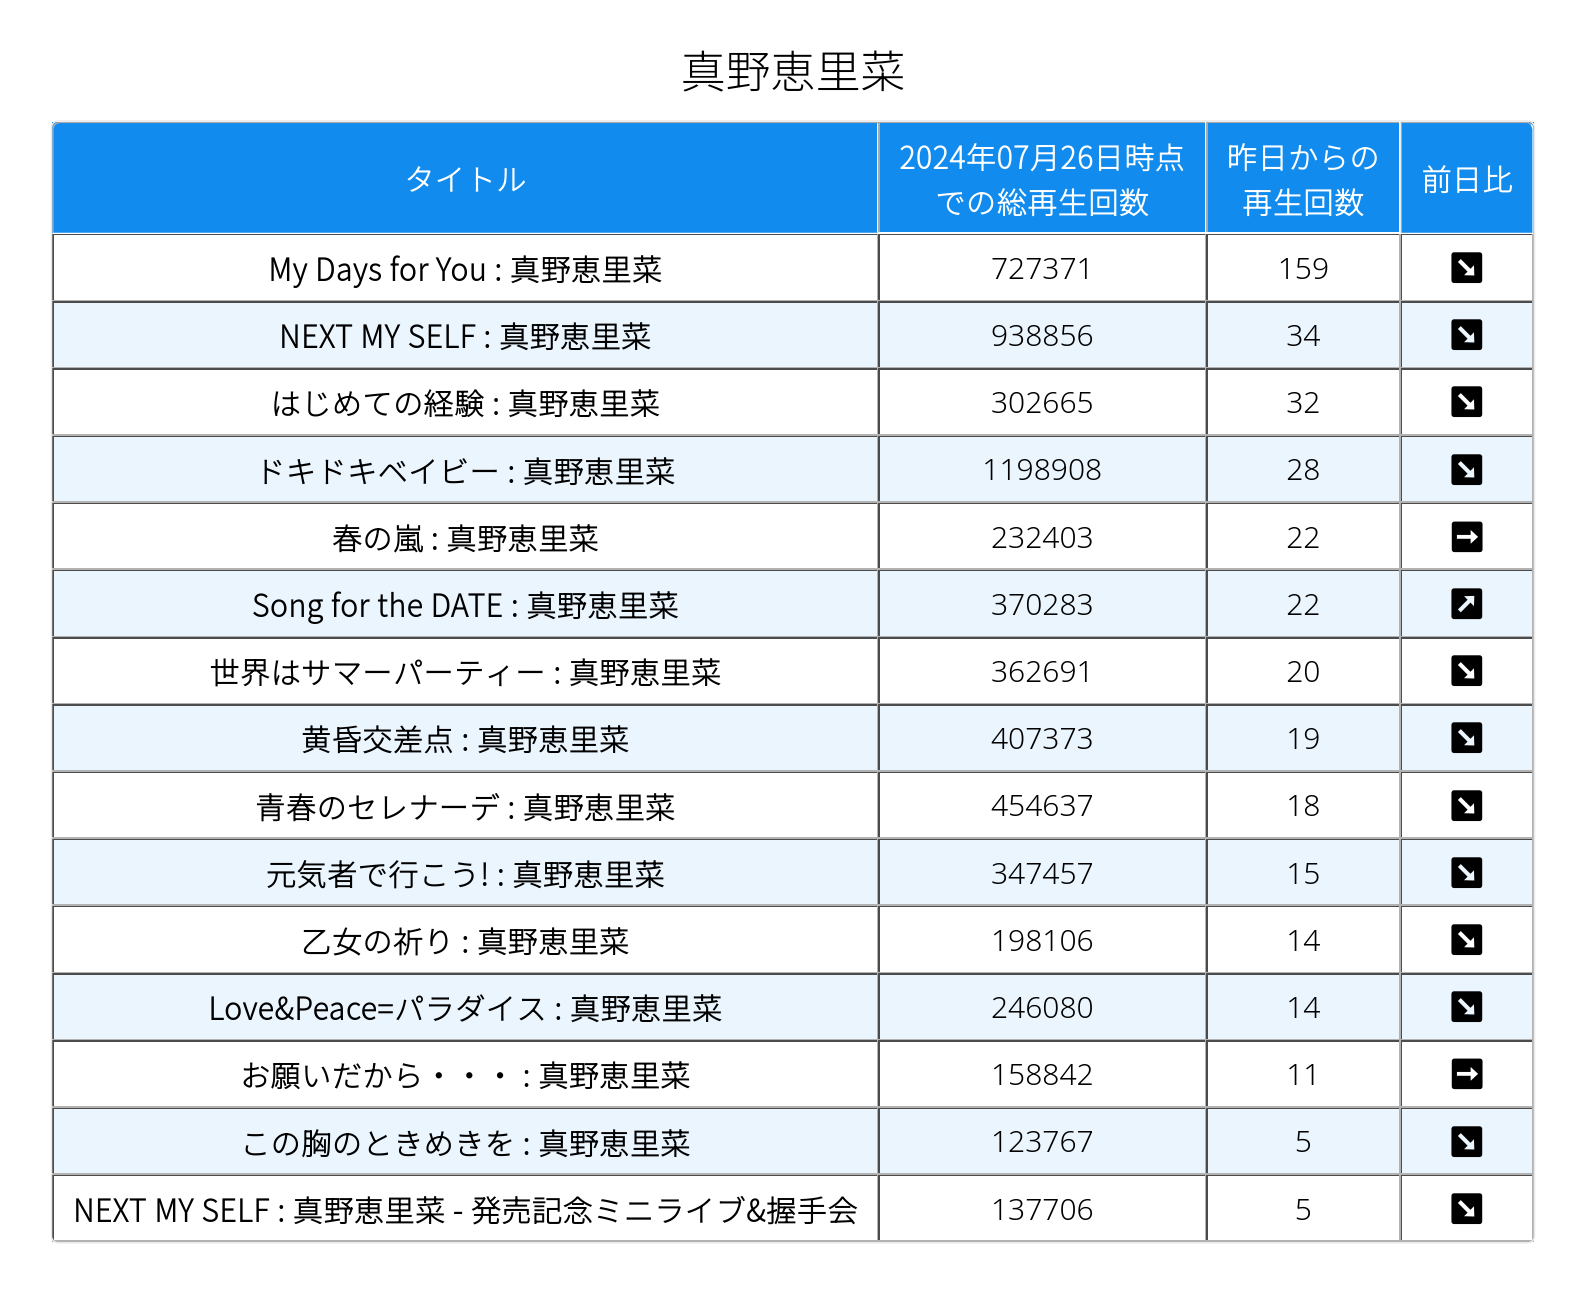 真野恵里菜
タイトル 2024年07月26日時点での総再生回数 昨日からの再生回数 前日比
My Days for You : 真野恵里菜 727371 159 ↘
NEXT MY SELF : 真野恵里菜 938856 34 ↘
はじめての経験 : 真野恵里菜 302665 32 ↘
ドキドキベイビー : 真野恵里菜 1198908 28 ↘
春の嵐 : 真野恵里菜 232403 22 →
Song for the DATE : 真野恵里菜 370283 22 ↗
世界はサマーパーティー : 真野恵里菜 362691 20 ↘
黄昏交差点 : 真野恵里菜 407373 19 ↘
青春のセレナーデ : 真野恵里菜 454637 18 ↘
元気者で行こう! : 真野恵里菜 347457 15 ↘
乙女の祈り : 真野恵里菜 198106 14 ↘
Love&Peace=パラダイス : 真野恵里菜 246080 14 ↘
お願いだから・・・ : 真野恵里菜 158842 11 →
この胸のときめきを : 真野恵里菜 123767 5 ↘
NEXT MY SELF : 真野恵里菜 - 発売記念ミニライブ&握手会 137706 5 ↘